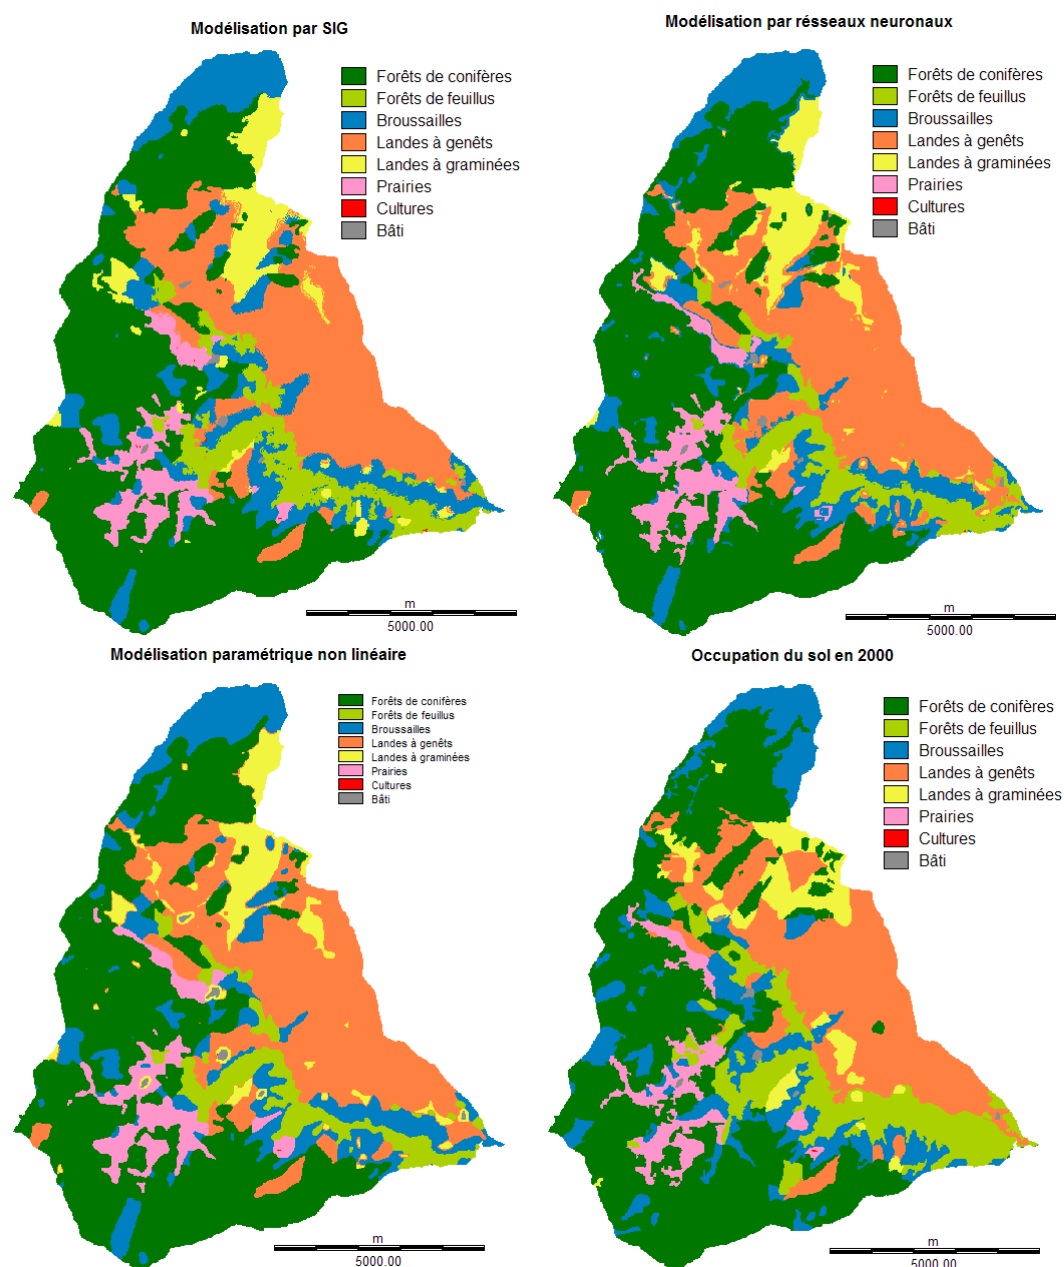 Modélisation par SIG
Forêts de conifères
Forêts de feuillus
Broussailles
Landes à genêts
Landes à graminées
Prairies
Cultures
Bâti
m
5000.00
Modélisation par résseaux neuronaux
Forêts de conifères
Forêts de feuillus
Broussailles
Landes à genêts
Landes à graminées
Prairies
Cultures
Bâti
m
5000.00
Modélisation paramétrique non linéaire
Forêts de conifères
Forêts de feuillus
Broussailles
Landes à genêts
Landes à graminées
Prairies
Cultures
Bâti
m
5000.00
Occupation du sol en 2000
Forêts de conifères
Forêts de feuillus
Broussailles
Landes à genêts
Landes à graminées
Prairies
Cultures
Bâti
m
5000.00